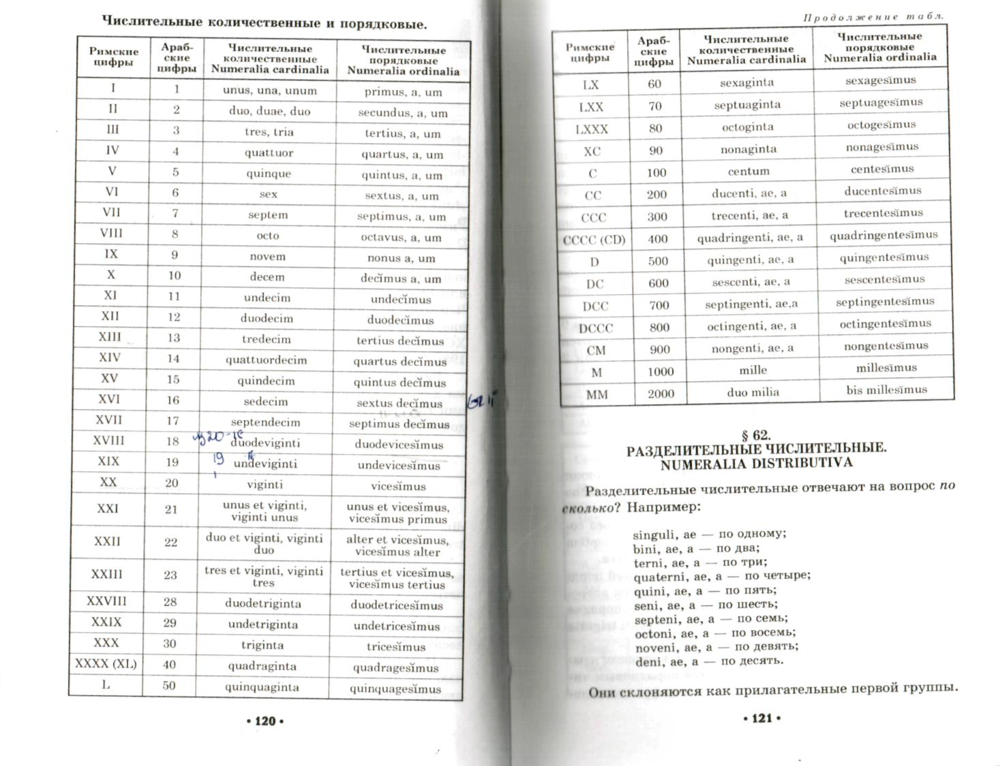 Числительные количественные и порядковые.
Римские цифры | Араб-ские цифры | Числительные количественные Numeralia cardinalia | Числительные порядковые Numeralia ordinalia
I | 1 | unus, una, unum | primus, a, um
II | 2 | duo, duae, duo | secundus, a, um
III | 3 | tres, tria | tertius, a, um
IV | 4 | quattuor | quartus, a, um
V | 5 | quinque | quintus, a, um
VI | 6 | sex | sextus, a, um
VII | 7 | septem | septimus, a, um
VIII | 8 | octo | octavus, a, um
IX | 9 | novem | nonus a, um
X | 10 | decem | decĭmus a, um
XI | 11 | undecim | undecĭmus
XII | 12 | duodecim | duodecĭmus
XIII | 13 | tredecim | tertius decĭmus
XIV | 14 | quattuordecim | quartus decĭmus
XV | 15 | quindecim | quintus decĭmus
XVI | 16 | sedecim | sextus decĭmus
XVII | 17 | septendecim | septimus decĭmus
XVIII | 18 | duodeviginti | duodevicesĭmus
XIX | 19 | undeviginti | undevicesĭmus
XX | 20 | viginti | vicesĭmus
XXI | 21 | unus et viginti, viginti unus | unus et vicesĭmus, vicesĭmus primus
XXII | 22 | duo et viginti, viginti duo | alter et vicesĭmus, vicesĭmus alter
XXIII | 23 | tres et viginti, viginti tres | tertius et vicesĭmus, vicesĭmus tertius
XXVIII | 28 | duodetriginta | duodetricesĭmus
XXIX | 29 | undetriginta | undetricesĭmus
XXX | 30 | triginta | tricesĭmus
XXXX (XL) | 40 | quadraginta | quadragesĭmus
L | 50 | quinquaginta | quinquagesĭmus
• 120 •
Продолжение табл.
Римские цифры | Араб-ские цифры | Числительные количественные Numeralia cardinalia | Числительные порядковые Numeralia ordinalia
LX | 60 | sexaginta | sexagesĭmus
LXX | 70 | septuaginta | septuagesĭmus
LXXX | 80 | octoginta | octogesĭmus
XC | 90 | nonaginta | nonagesĭmus
C | 100 | centum | centesĭmus
CC | 200 | ducenti, ae, a | ducentesĭmus
CCC | 300 | trecenti, ae, a | trecentesĭmus
CCCC (CD) | 400 | quadringenti, ae, a | quadringentesĭmus
D | 500 | quingenti, ae, a | quingentesĭmus
DC | 600 | sescenti, ae, a | sescentesĭmus
DCC | 700 | septingenti, ae,a | septingentesĭmus
DCCC | 800 | octingenti, ae, a | octingentesĭmus
CM | 900 | nongenti, ae, a | nongentesĭmus
M | 1000 | mille | millesĭmus
MM | 2000 | duo milia | bis millesĭmus
§ 62.
РАЗДЕЛИТЕЛЬНЫЕ ЧИСЛИТЕЛЬНЫЕ.
NUMERALIA DISTRIBUTIVA
Разделительные числительные отвечают на вопрос по
сколько? Например:
singuli, ae — по одному;
bini, ae, a — по два;
terni, ae, a — по три;
quaterni, ae, a — по четыре;
quini, ae, a — по пять;
seni, ae, a — по шесть;
septeni, ae, a — по семь;
octoni, ae, a — по восемь;
noveni, ae, a — по девять;
deni, ae, a — по десять.
Они склоняются как прилагательные первой группы.
• 121 •